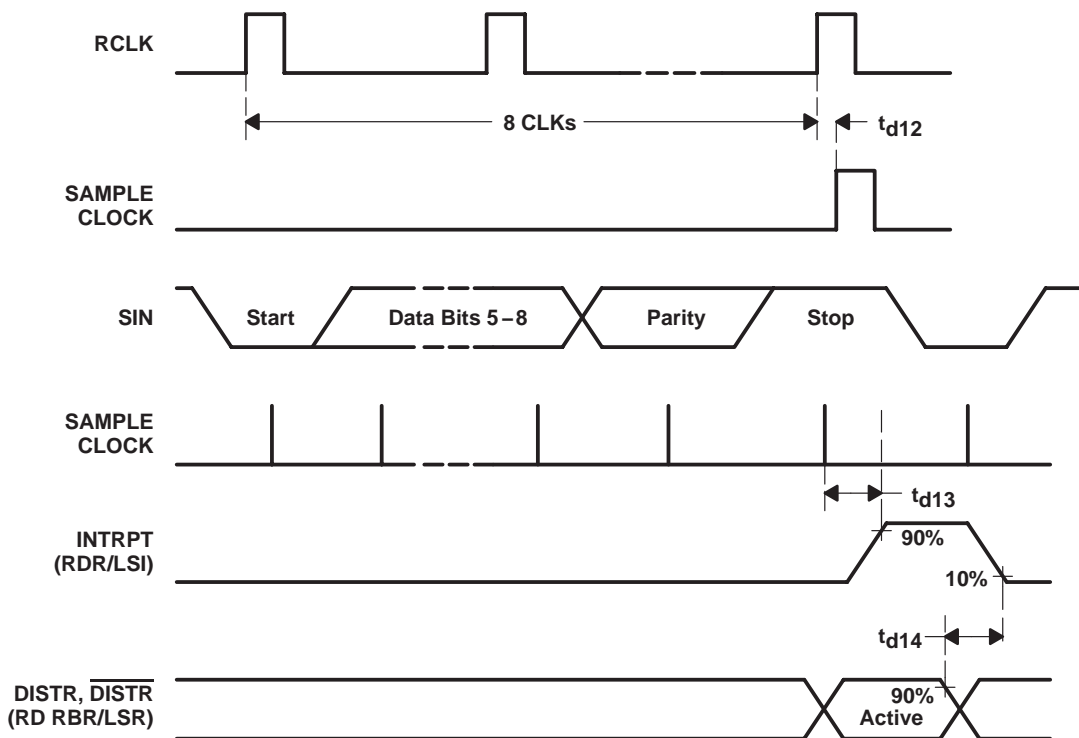 RCLK
8 CLKs
td12
SAMPLE
CLOCK
SIN
Start
Data Bits 5–8
Parity
Stop
SAMPLE
CLOCK
td13
INTRPT
(RDR/LSI)
90%
10%
td14
DISTR, DISTR
(RD RBR/LSR)
90%
Active